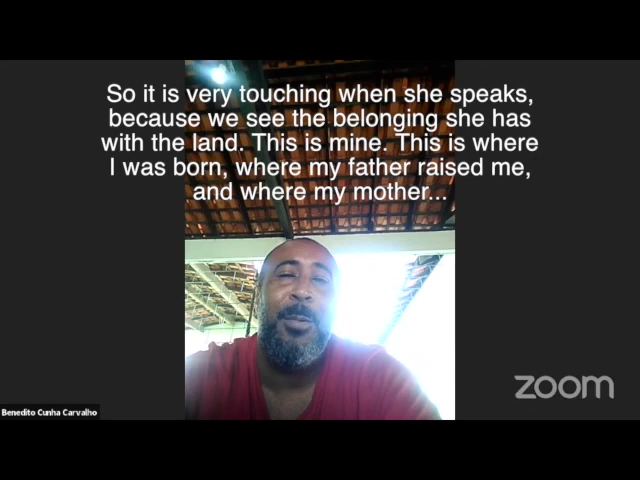 So it is very touching when she speaks,
because we see the belonging she has
with the land. This is mine. This is where
I was born, where my father raised me,
and where my mother...
zoom
Benedito Cunha Carvalho